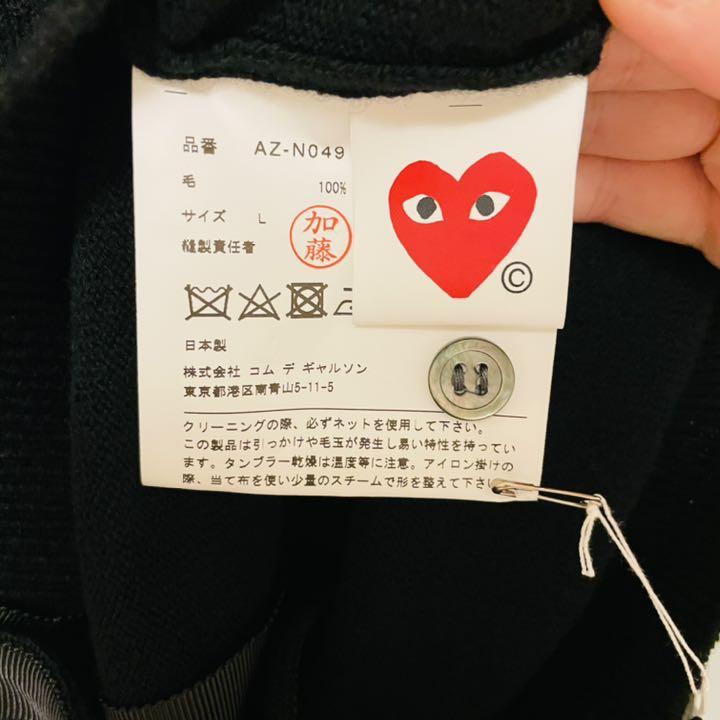 品番 AZ-N049
毛 100%
サイズ L
加藤
縫製責任者
©
日本製
株式会社 コム デ ギャルソン
東京都港区南青山5-11-5
クリーニングの際、必ずネットを使用して下さい。
この製品は引っかけや毛玉が発生し易い特性を持ってい
ます。タンブラー乾燥は温度等に注意。アイロン掛けの
際、当て布を使い少量のスチームで形を整えて下さい